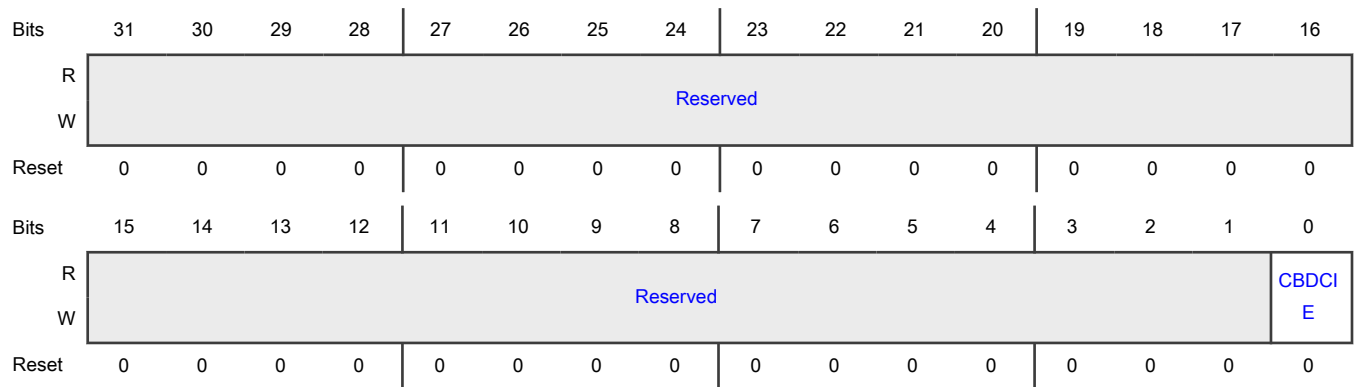 Bits 31 30 29 28 27 26 25 24 23 22 21 20 19 18 17 16
R
Reserved
W
Reset 0 0 0 0 0 0 0 0 0 0 0 0 0 0 0 0
Bits 15 14 13 12 11 10 9 8 7 6 5 4 3 2 1 0
R
Reserved
CBDCI
E
W
Reset 0 0 0 0 0 0 0 0 0 0 0 0 0 0 0 0